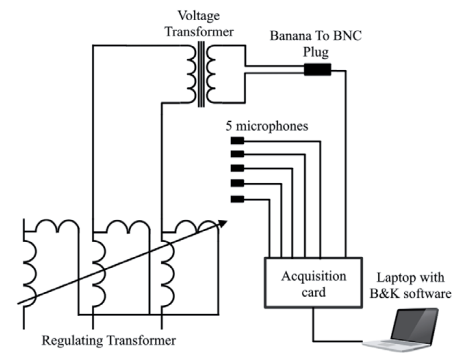 Voltage
Transformer
Banana To BNC
Plug
5 microphones
Acquisition
card
Laptop with
B&K software
Regulating Transformer